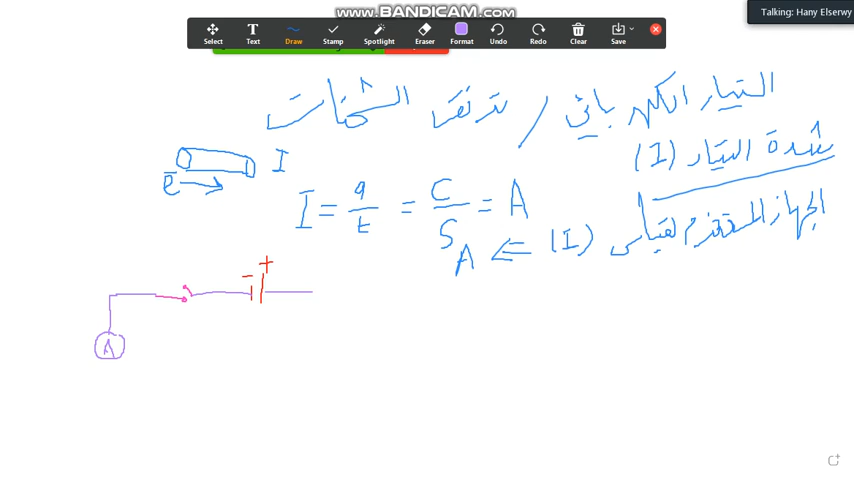 WWW.BANDICAM.COM
Talking: Hany Elserwy
Select Text Draw Stamp Spotlight Eraser Format Undo Redo Clear Save
التيار الكهربائى / تدفق الشحنات
شدة التيار (I)
I
e
I = q/t = C/S = A
الجهاز المستخدم لقياس (I) ⇐ A
- +
A